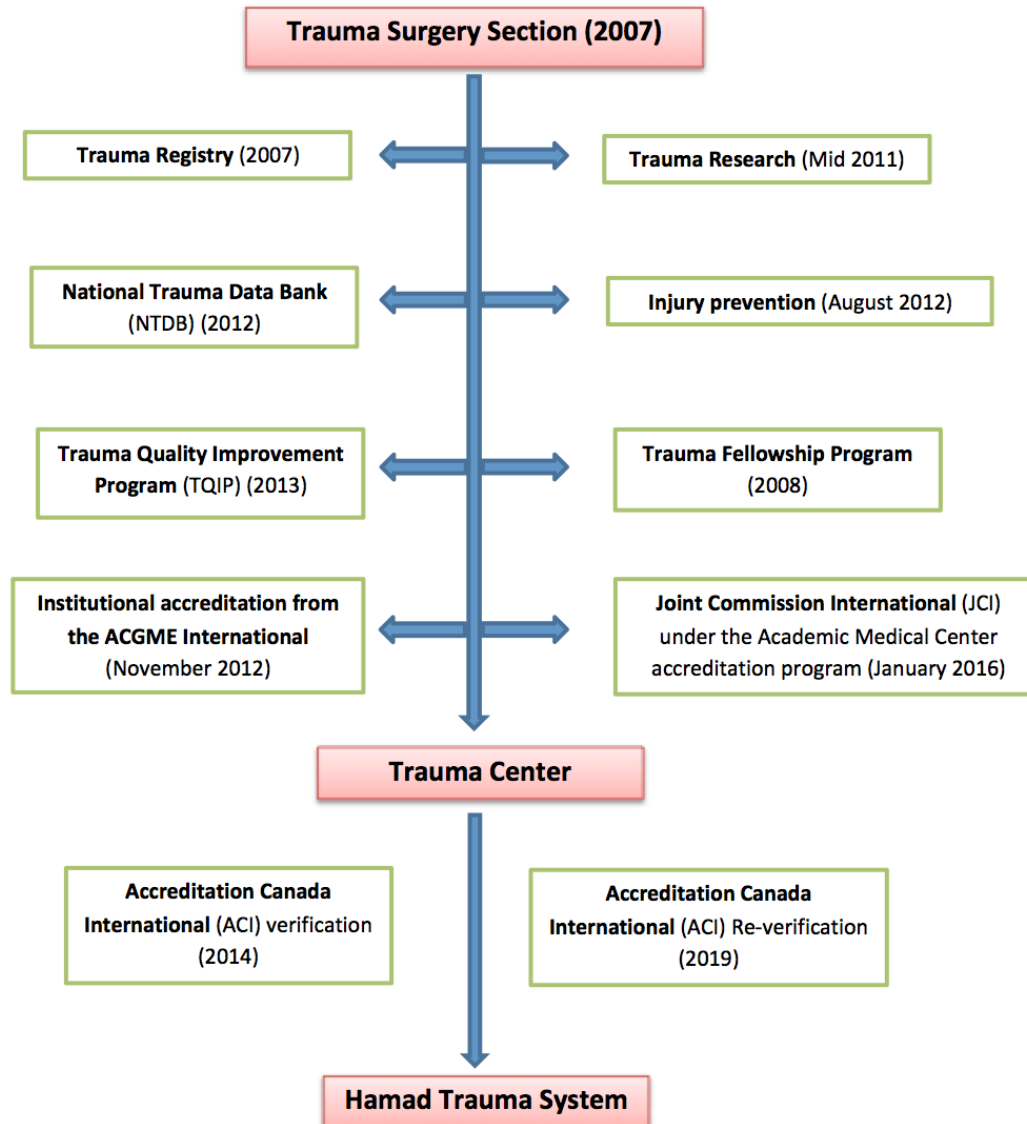 Trauma Surgery Section (2007)
Trauma Registry (2007)
Trauma Research (Mid 2011)
National Trauma Data Bank
(NTDB) (2012)
Injury prevention (August 2012)
Trauma Quality Improvement
Program (TQIP) (2013)
Trauma Fellowship Program
(2008)
Institutional accreditation from
the ACGME International
(November 2012)
Joint Commission International (JCI)
under the Academic Medical Center
accreditation program (January 2016)
Trauma Center
Accreditation Canada
International (ACI) verification
(2014)
Accreditation Canada
International (ACI) Re-verification
(2019)
Hamad Trauma System